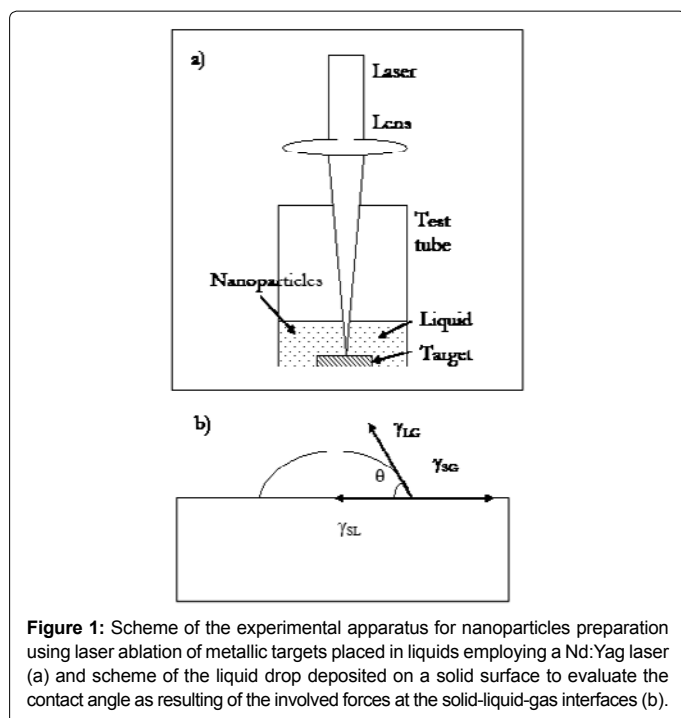 a)
Laser
Lens
Test
tube
Nanoparticles
Liquid
Target
b)
γLG
γSG
θ
γSL
Figure 1: Scheme of the experimental apparatus for nanoparticles preparation
using laser ablation of metallic targets placed in liquids employing a Nd:Yag laser
(a) and scheme of the liquid drop deposited on a solid surface to evaluate the
contact angle as resulting of the involved forces at the solid-liquid-gas interfaces (b).